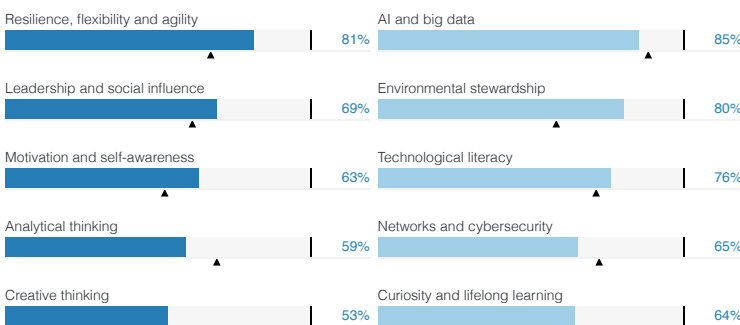 Resilience, flexibility and agility
81%
Leadership and social influence
69%
Motivation and self-awareness
63%
Analytical thinking
59%
Creative thinking
53%
AI and big data
85%
Environmental stewardship
80%
Technological literacy
76%
Networks and cybersecurity
65%
Curiosity and lifelong learning
64%